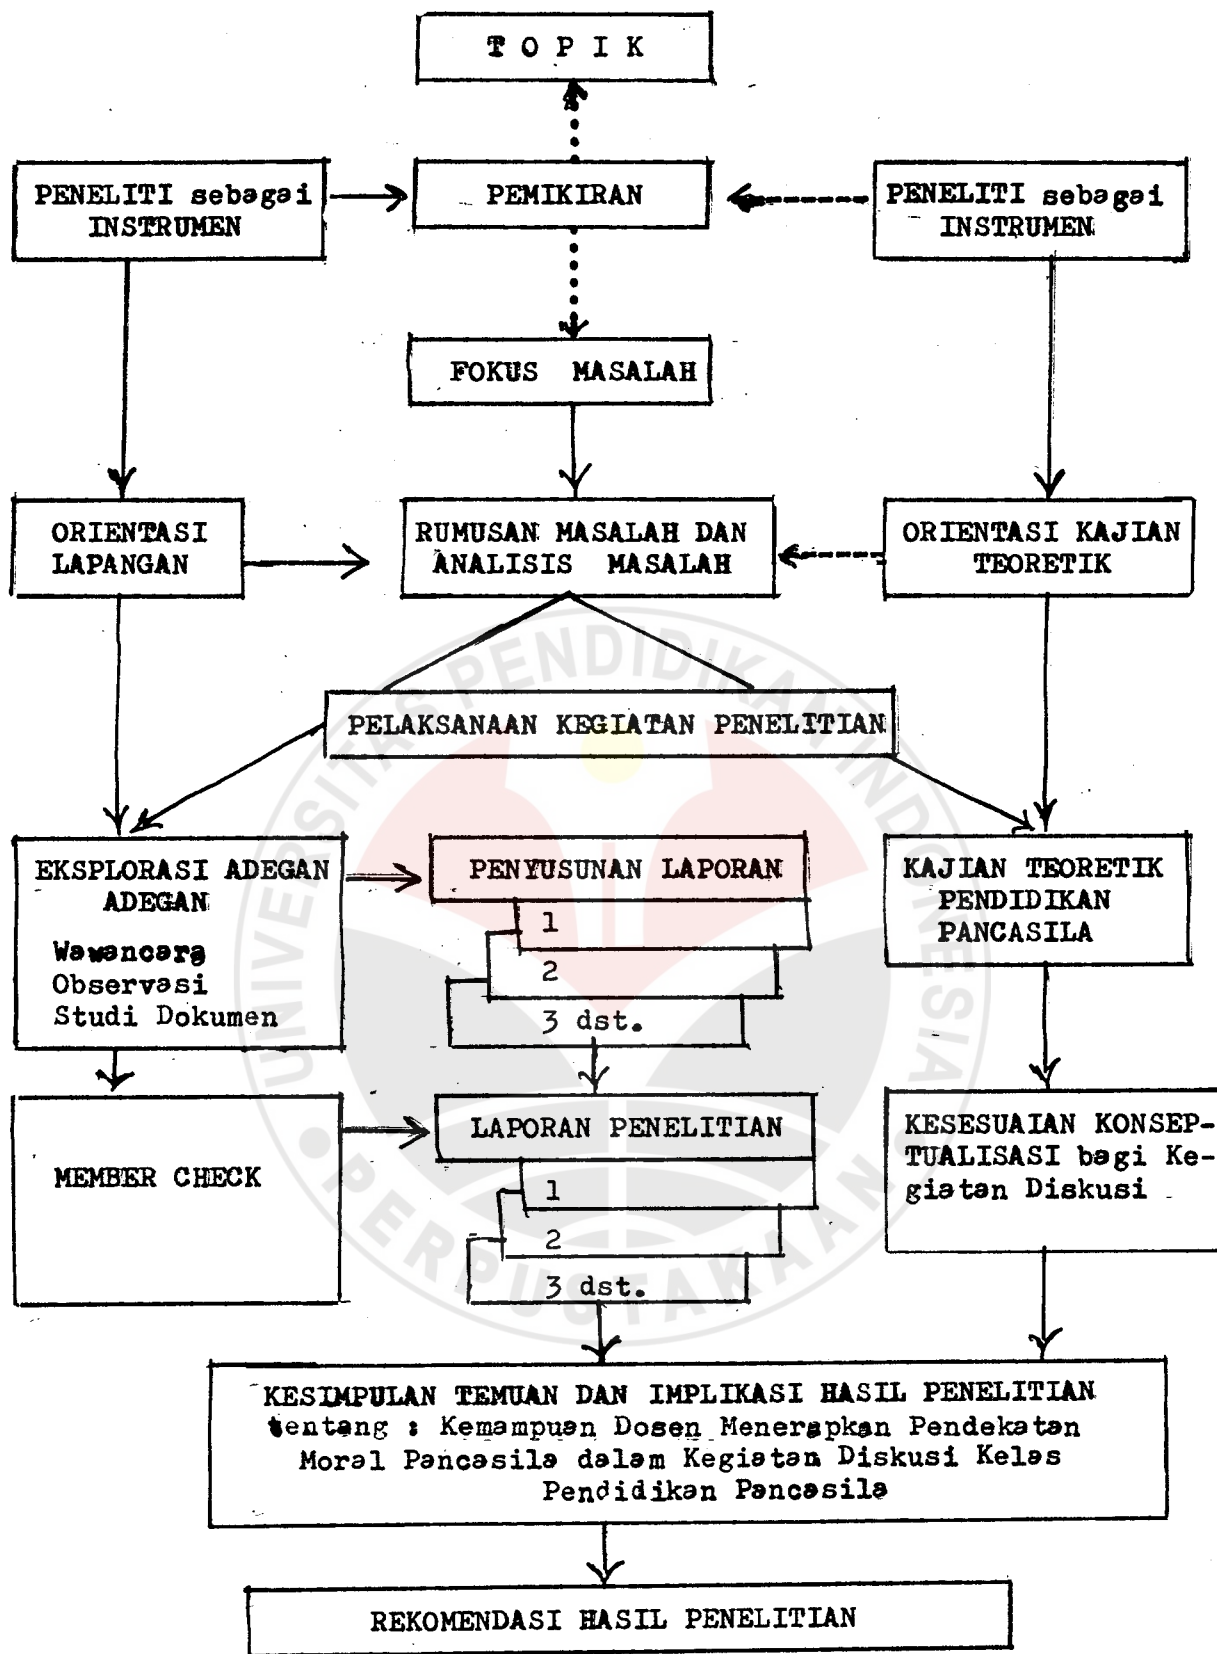 T O P I K
PENELITI sebagai
INSTRUMEN
PEMIKIRAN
PENELITI sebagai
INSTRUMEN
FOKUS MASALAH
ORIENTASI
LAPANGAN
RUMUSAN MASALAH DAN
ANALISIS MASALAH
ORIENTASI KAJIAN
TEORETIK
PELAKSANAAN KEGIATAN PENELITIAN
EKSPLORASI ADEGAN
ADEGAN
Wawancara
Observasi
Studi Dokumen
PENYUSUNAN LAPORAN
1
2
3 dst.
KAJIAN TEORETIK
PENDIDIKAN
PANCASILA
MEMBER CHECK
LAPORAN PENELITIAN
1
2
3 dst.
KESESUAIAN KONSEP-
TUALISASI bagi Ke-
giatan Diskusi
KESIMPULAN TEMUAN DAN IMPLIKASI HASIL PENELITIAN
tentang : Kemampuan Dosen Menerapkan Pendekatan
Moral Pancasila dalam Kegiatan Diskusi Kelas
Pendidikan Pancasila
REKOMENDASI HASIL PENELITIAN
UNIVERSITAS PENDIDIKAN INDONESIA
PERPUSTAKAAN